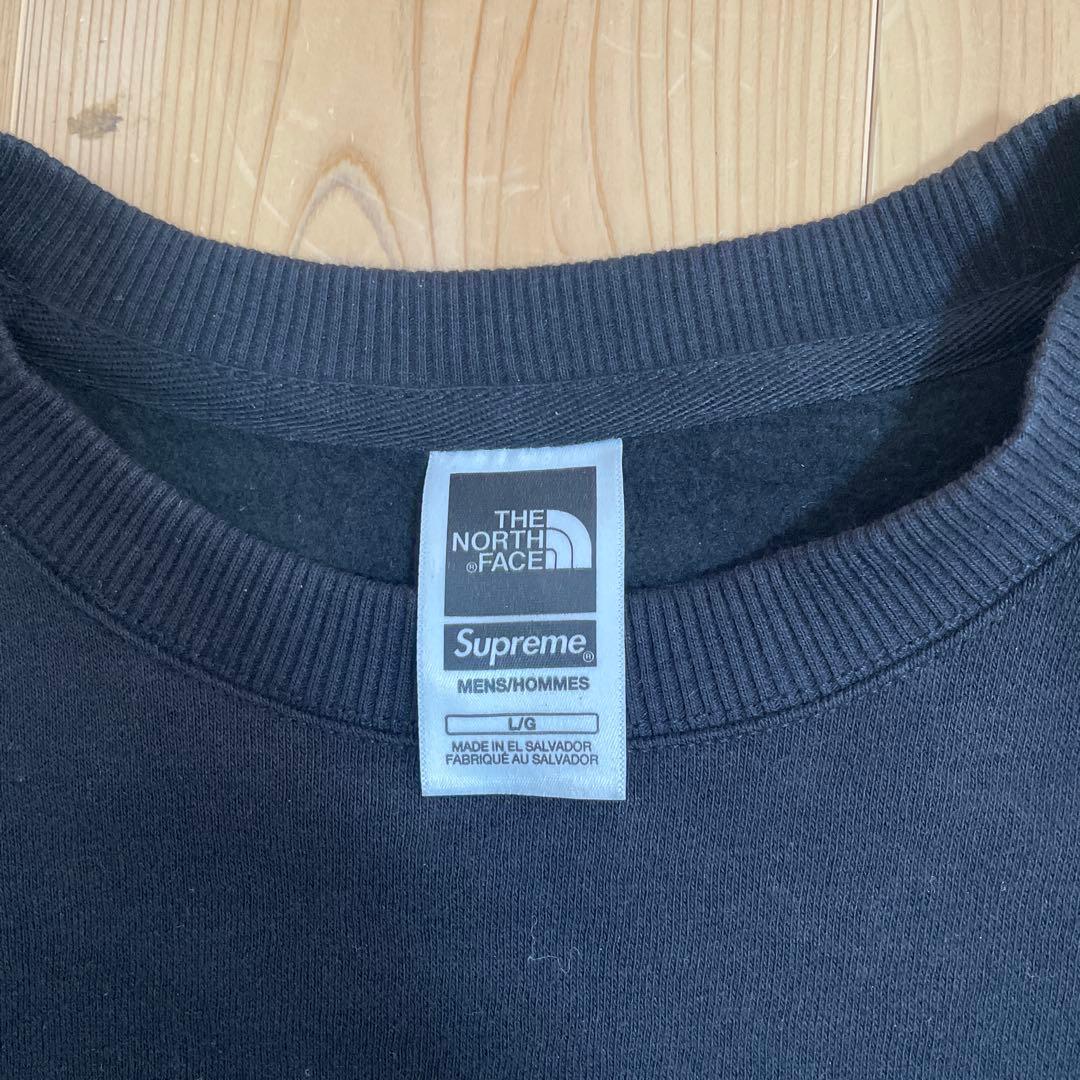 THE
NORTH
®FACE
Supreme®
MENS/HOMMES
L/G
MADE IN EL SALVADOR
FABRIQUÉ AU SALVADOR